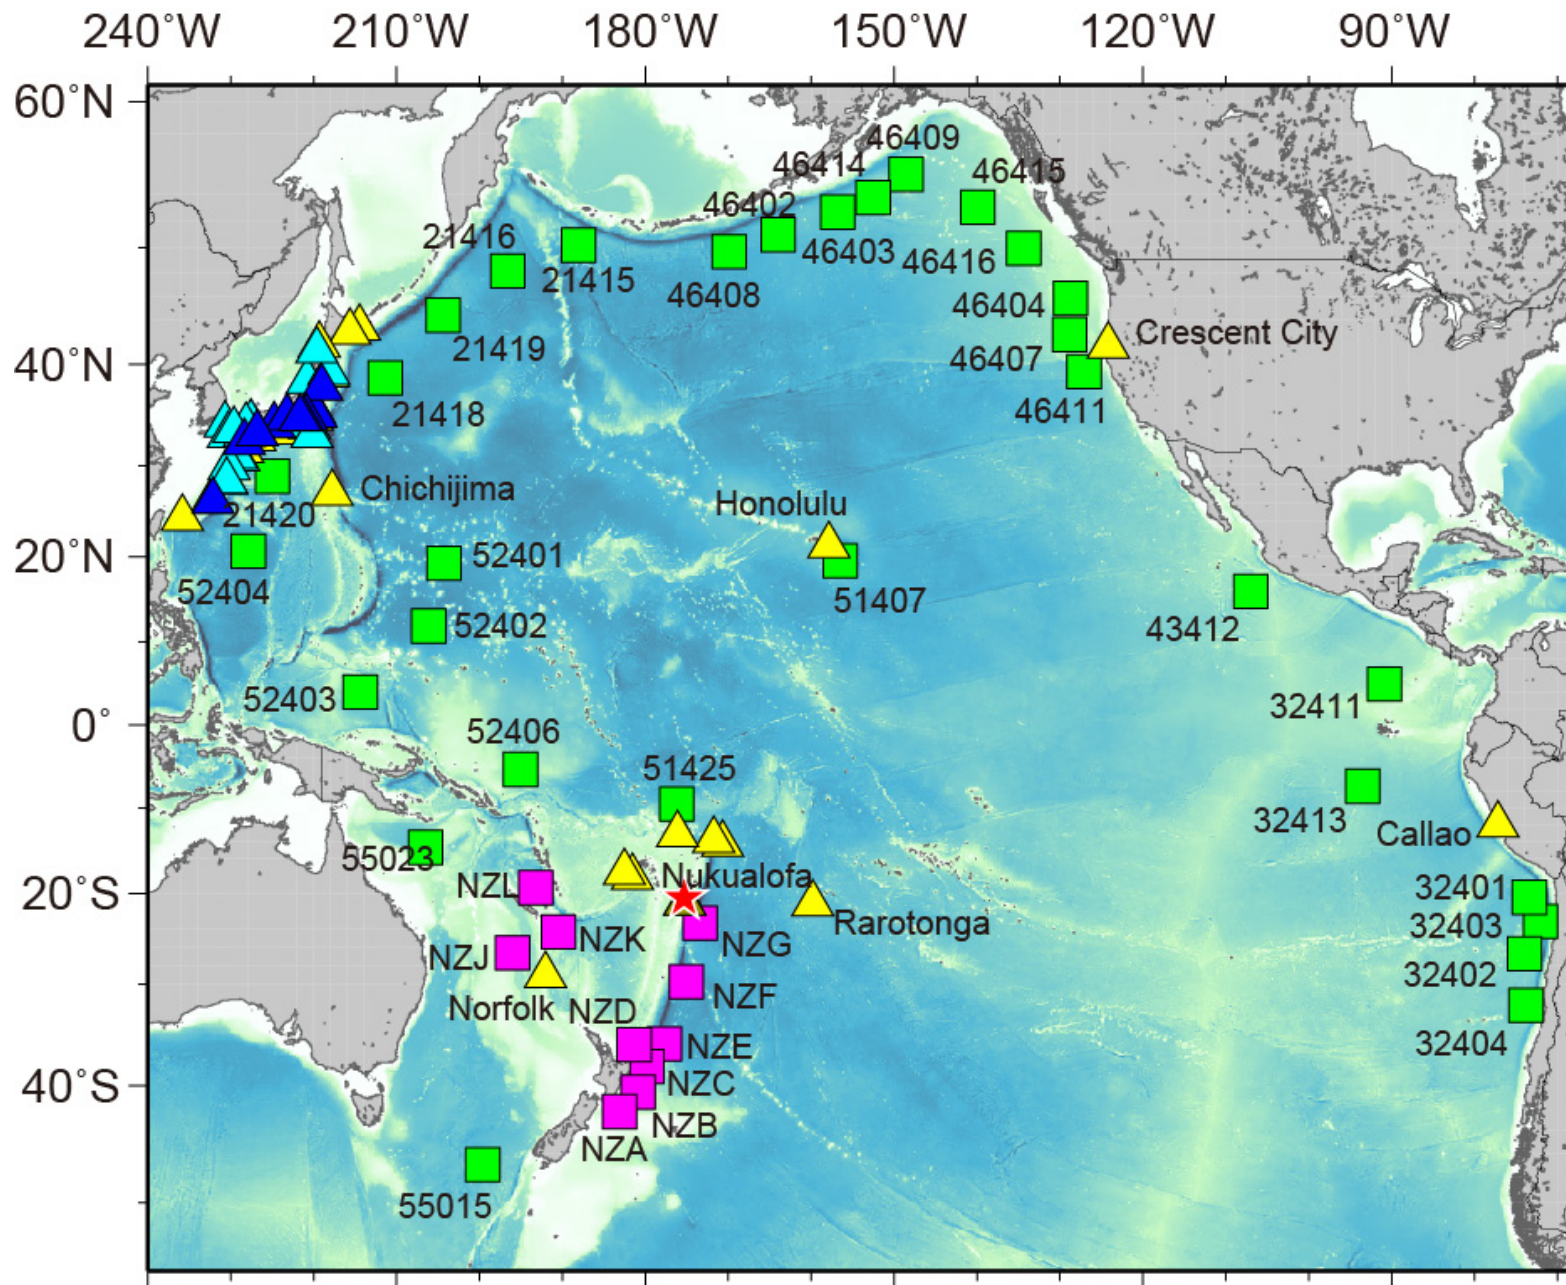 240°W 210°W 180°W 150°W 120°W 90°W
60°N
46409
46414 46415
46402
21416
46403
46416
21415
46408
46404
Crescent City
21419
46407
40°N
21418
46411
Chichijima
Honolulu
21420
20°N
52401
52404
51407
52402
43412
52403
32411
0°
52406
51425
32413
Callao
55023
Nukualofa
NZL
20°S
32401
Rarotonga
32403
NZK
NZG
NZJ
32402
NZF
Norfolk
NZD
NZE
32404
NZC
40°S
NZB
NZA
55015